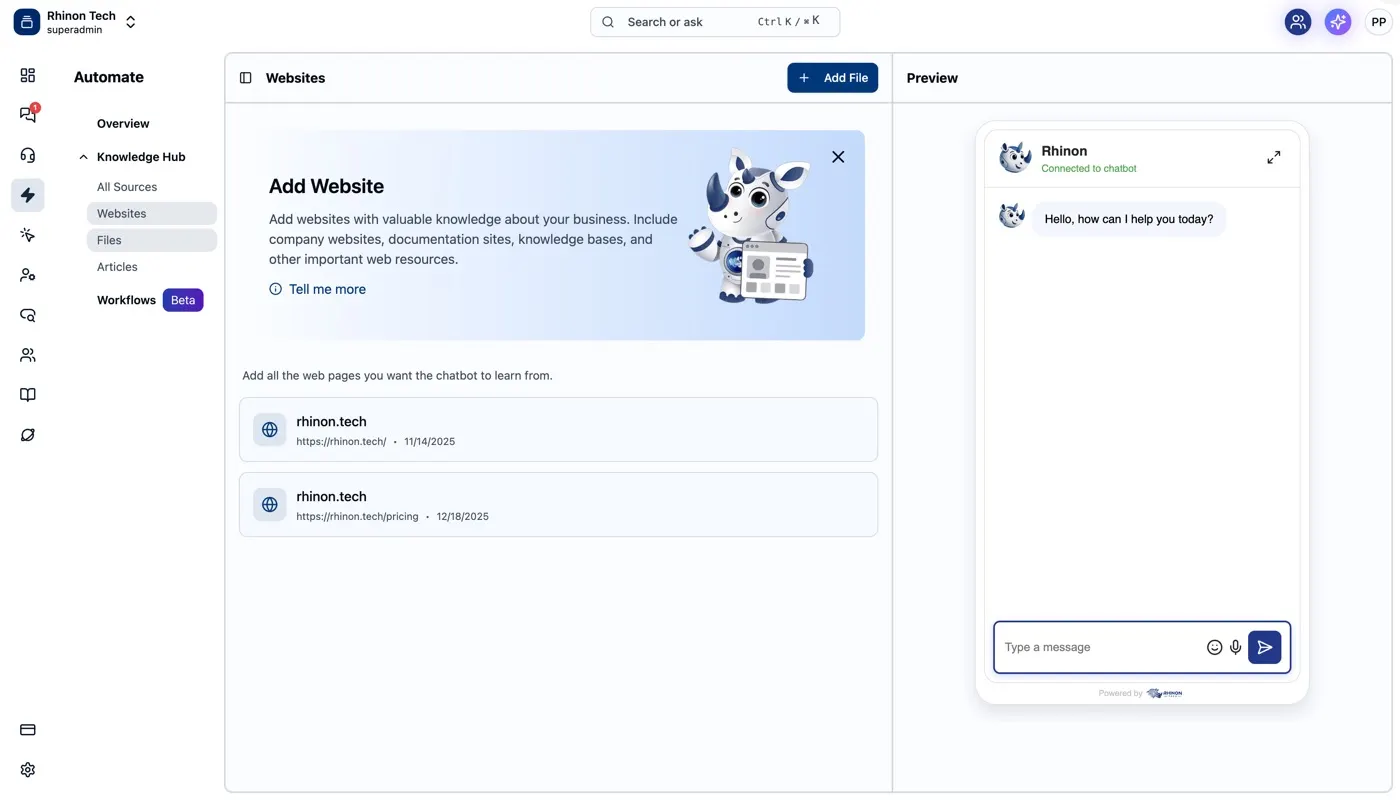 Rhinon Tech
superadmin
Search or ask
Ctrl K / ⌘ K
PP
1
Automate
Overview
Knowledge Hub
All Sources
Websites
Files
Articles
Workflows
Beta
Websites
+ Add File
Add Website
Add websites with valuable knowledge about your business. Include
company websites, documentation sites, knowledge bases, and
other important web resources.
Tell me more
Add all the web pages you want the chatbot to learn from.
rhinon.tech
https://rhinon.tech/ • 11/14/2025
rhinon.tech
https://rhinon.tech/pricing • 12/18/2025
Preview
Rhinon
Connected to chatbot
Hello, how can I help you today?
Type a message
Powered by RHINON